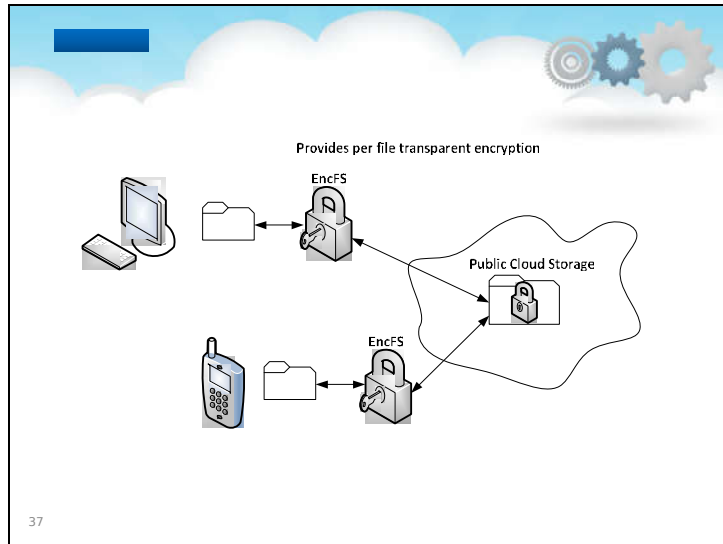 Provides per file transparent encryption
EncFS
Public Cloud Storage
EncFS
37